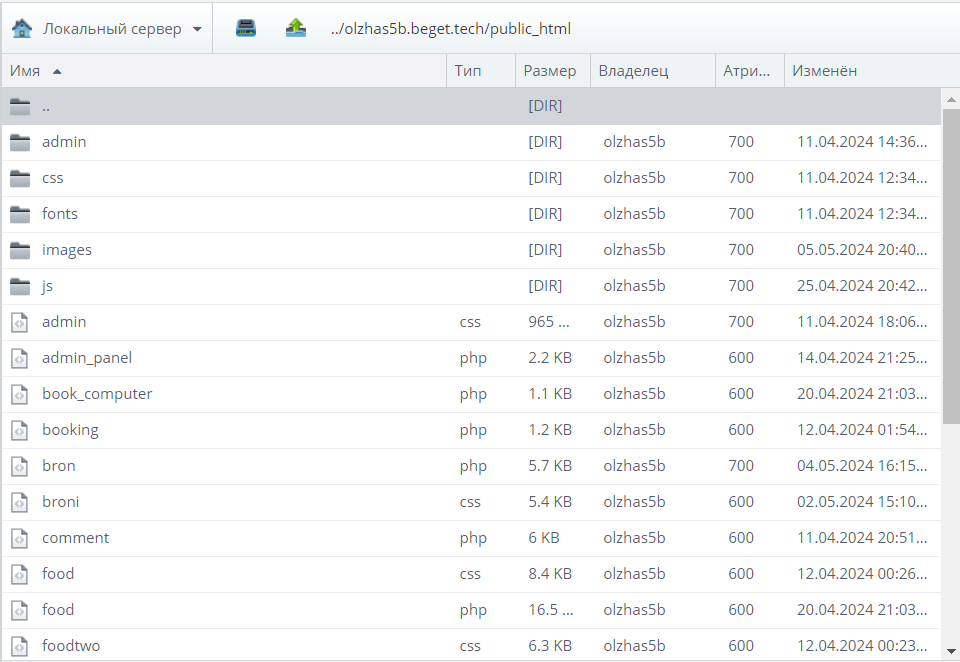 Локальный сервер ../olzhas5b.beget.tech/public_html
Имя Тип Размер Владелец Атри... Изменён
.. [DIR]
admin [DIR] olzhas5b 700 11.04.2024 14:36...
css [DIR] olzhas5b 700 11.04.2024 12:34...
fonts [DIR] olzhas5b 700 11.04.2024 12:34...
images [DIR] olzhas5b 700 05.05.2024 20:40...
js [DIR] olzhas5b 700 25.04.2024 20:42...
admin css 965 ... olzhas5b 700 11.04.2024 18:06...
admin_panel php 2.2 KB olzhas5b 600 14.04.2024 21:25...
book_computer php 1.1 KB olzhas5b 600 20.04.2024 21:03...
booking php 1.2 KB olzhas5b 600 12.04.2024 01:54...
bron php 5.7 KB olzhas5b 700 04.05.2024 16:15...
broni css 5.4 KB olzhas5b 600 02.05.2024 15:10...
comment php 6 KB olzhas5b 600 11.04.2024 20:51...
food css 8.4 KB olzhas5b 600 12.04.2024 00:26...
food php 16.5 ... olzhas5b 600 20.04.2024 21:03...
foodtwo css 6.3 KB olzhas5b 600 12.04.2024 00:23...